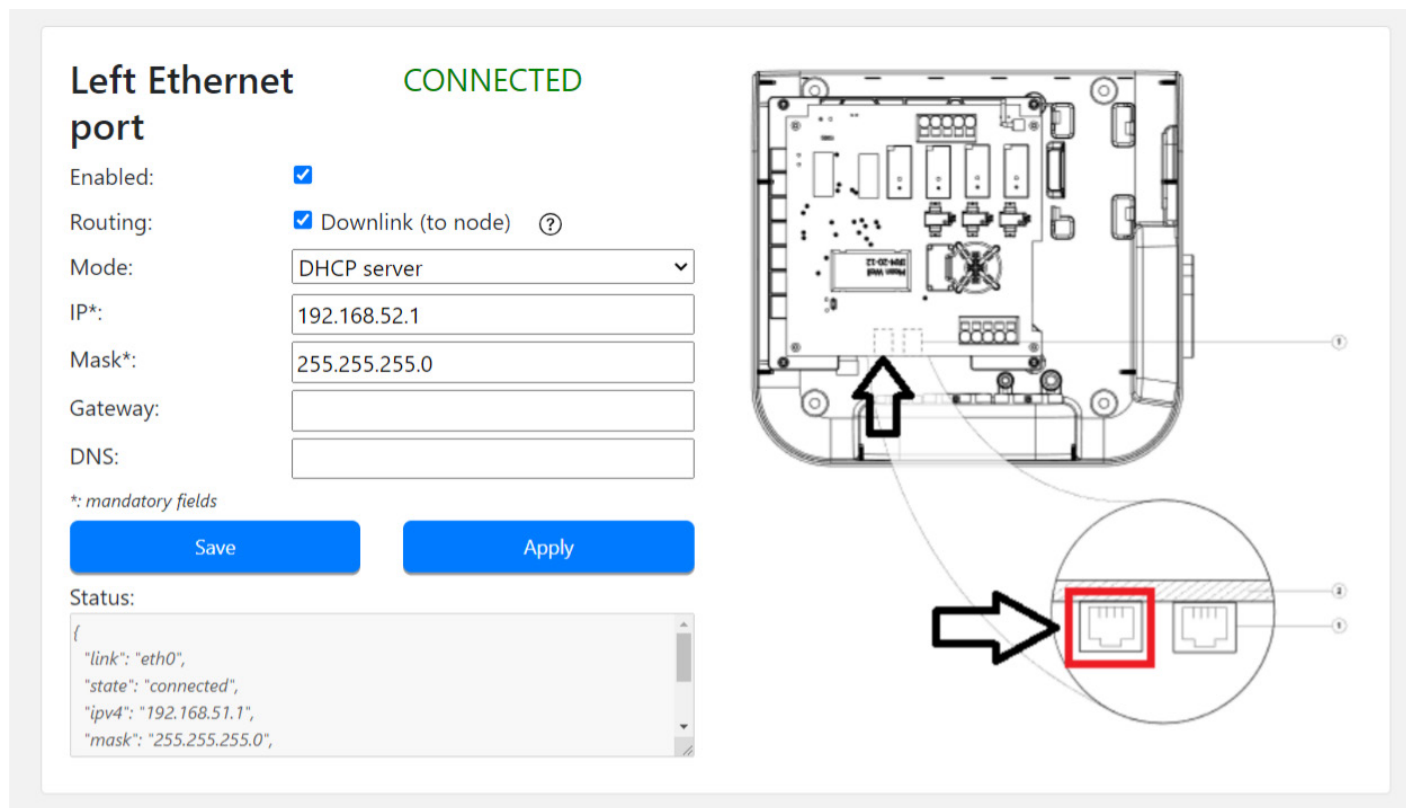 Left Ethernet
port
CONNECTED
Enabled:
Routing:
Downlink (to node) ?
Mode:
DHCP server
IP*:
192.168.52.1
Mask*:
255.255.255.0
Gateway:
DNS:
*: mandatory fields
Save
Apply
Status:
{
"link": "eth0",
"state": "connected",
"ipv4": "192.168.51.1",
"mask": "255.255.255.0",
Mean Well
1
2
1